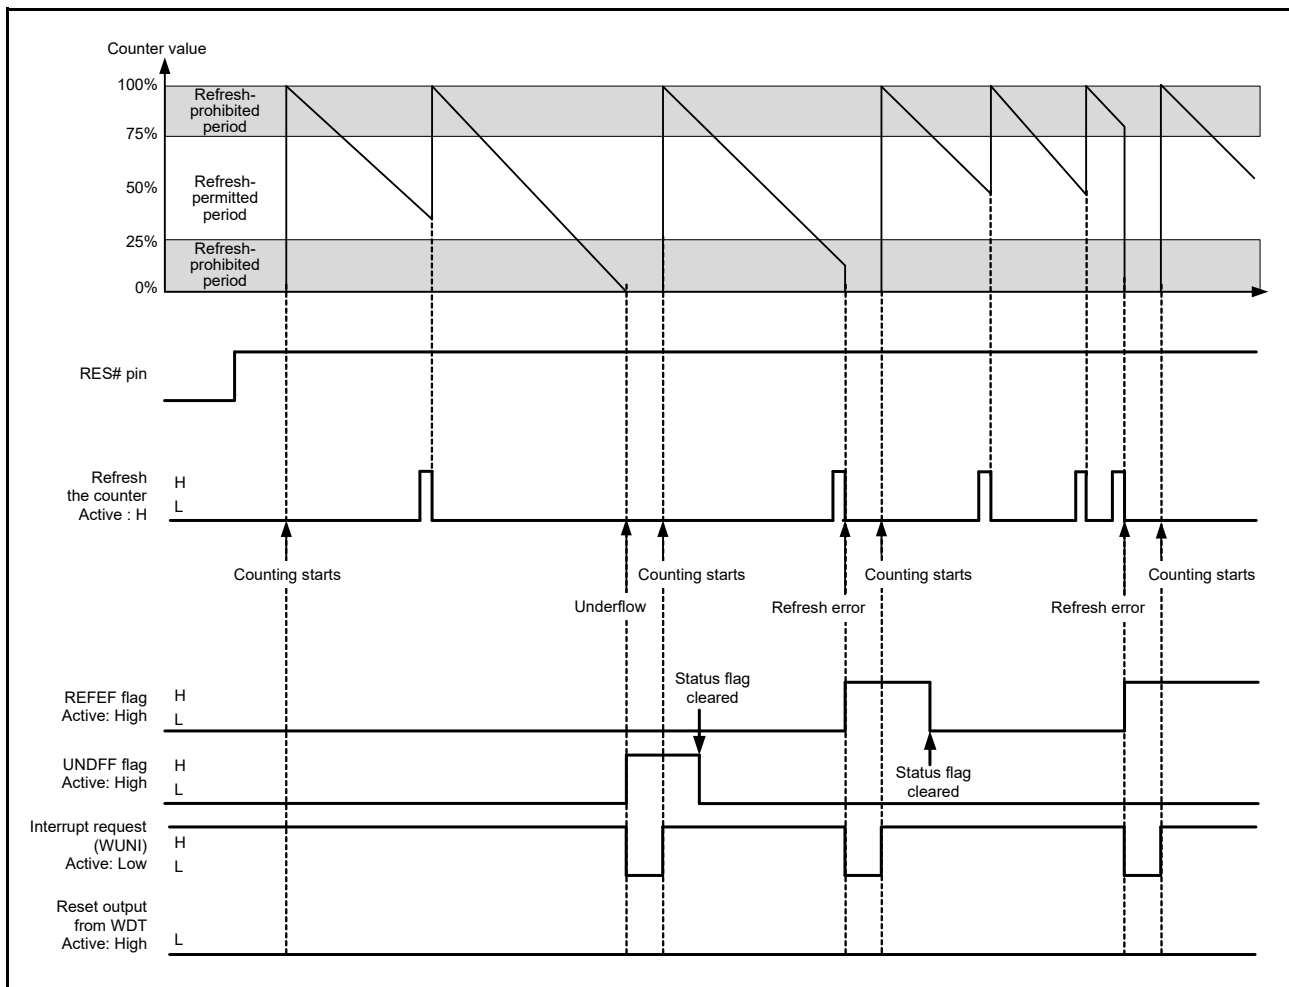 Counter value
100%
Refresh-
prohibited
period
75%
Refresh-
permitted
period
50%
25%
Refresh-
prohibited
period
0%
RES# pin
Refresh
the counter
Active : H
H
L
Counting starts
Counting starts
Counting starts
Counting starts
Underflow
Refresh error
Refresh error
REFEF flag
Active: High
H
L
Status flag
cleared
UNDFF flag
Active: High
H
L
Status flag
cleared
Interrupt request
(WUNI)
Active: Low
H
L
Reset output
from WDT
Active: High
L